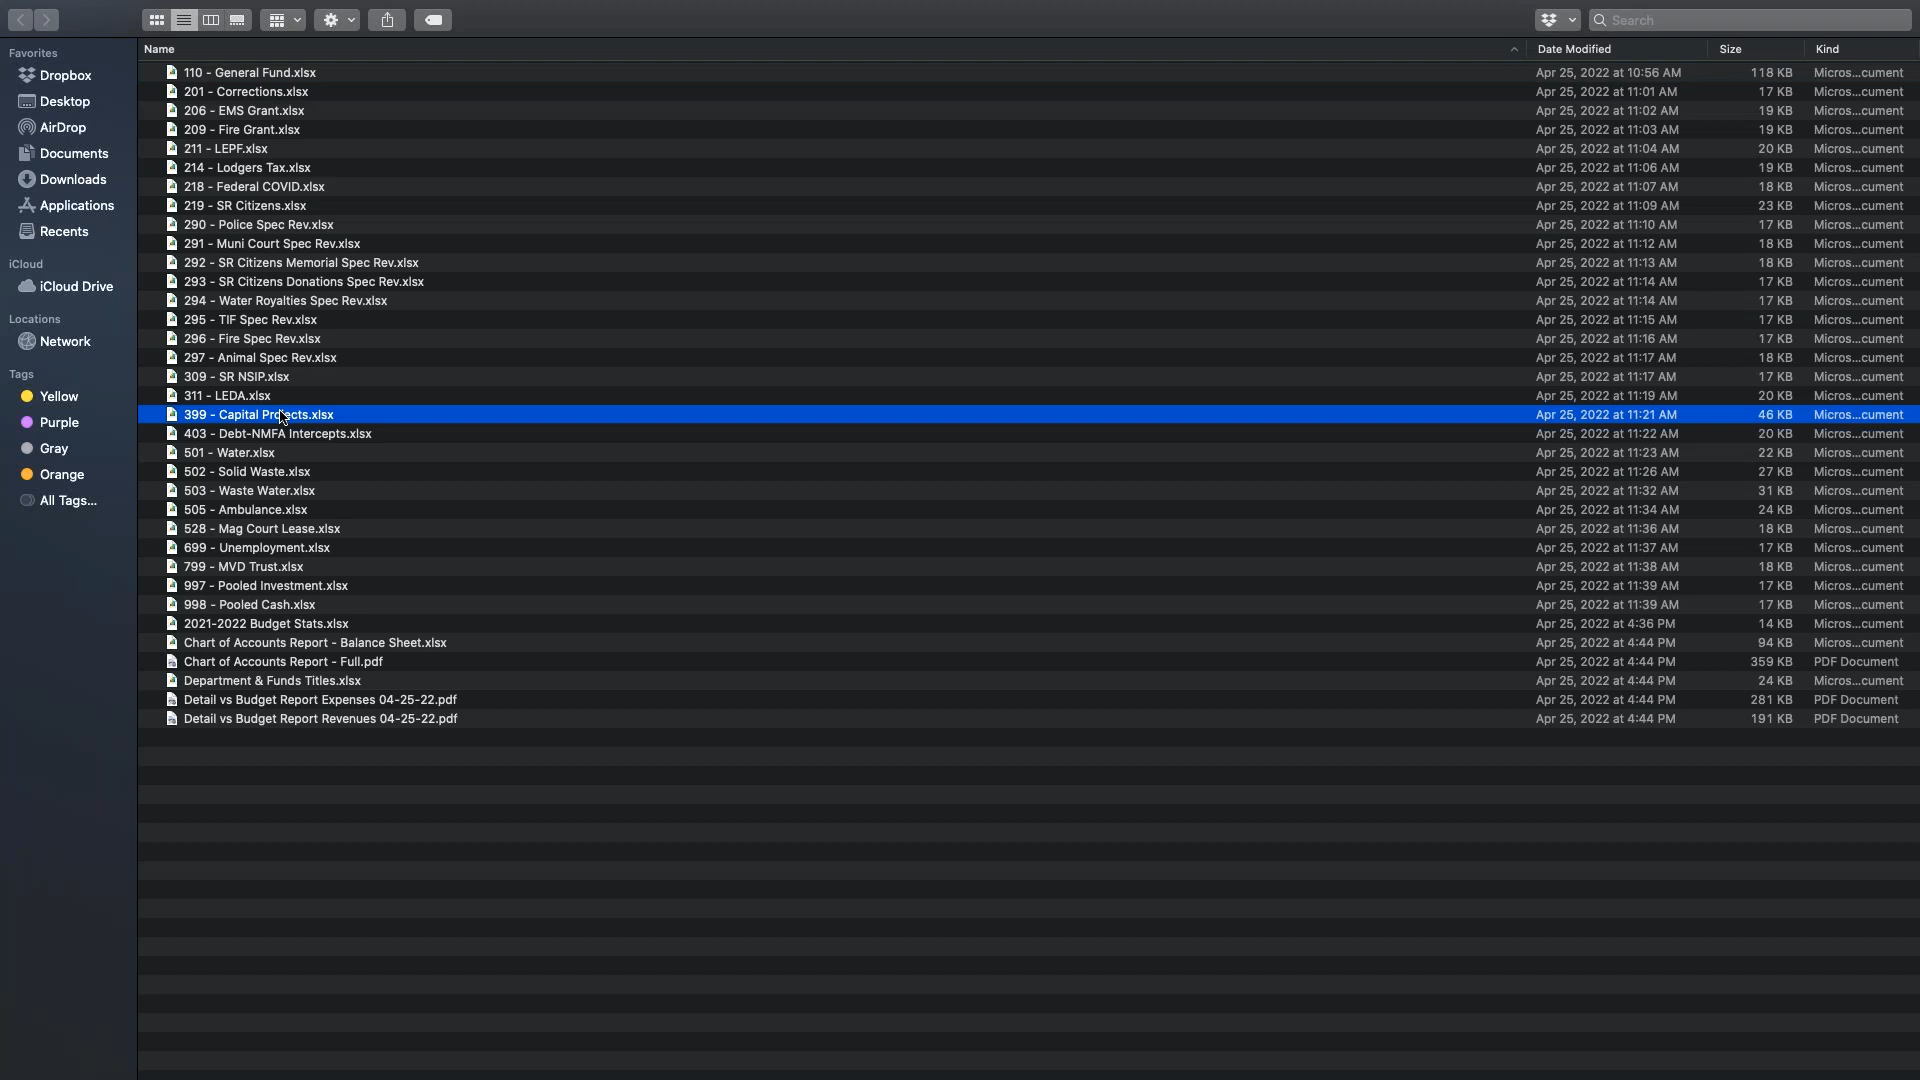 Search
Favorites
Dropbox
Desktop
AirDrop
Documents
Downloads
Applications
Recents
iCloud
iCloud Drive
Locations
Network
Tags
Yellow
Purple
Gray
Orange
All Tags...
Name Date Modified Size Kind
110 - General Fund.xlsx Apr 25, 2022 at 10:56 AM 118 KB Micros...cument
201 - Corrections.xlsx Apr 25, 2022 at 11:01 AM 17 KB Micros...cument
206 - EMS Grant.xlsx Apr 25, 2022 at 11:02 AM 19 KB Micros...cument
209 - Fire Grant.xlsx Apr 25, 2022 at 11:03 AM 19 KB Micros...cument
211 - LEPF.xlsx Apr 25, 2022 at 11:04 AM 20 KB Micros...cument
214 - Lodgers Tax.xlsx Apr 25, 2022 at 11:06 AM 19 KB Micros...cument
218 - Federal COVID.xlsx Apr 25, 2022 at 11:07 AM 18 KB Micros...cument
219 - SR Citizens.xlsx Apr 25, 2022 at 11:09 AM 23 KB Micros...cument
290 - Police Spec Rev.xlsx Apr 25, 2022 at 11:10 AM 17 KB Micros...cument
291 - Muni Court Spec Rev.xlsx Apr 25, 2022 at 11:12 AM 18 KB Micros...cument
292 - SR Citizens Memorial Spec Rev.xlsx Apr 25, 2022 at 11:13 AM 18 KB Micros...cument
293 - SR Citizens Donations Spec Rev.xlsx Apr 25, 2022 at 11:14 AM 17 KB Micros...cument
294 - Water Royalties Spec Rev.xlsx Apr 25, 2022 at 11:14 AM 17 KB Micros...cument
295 - TIF Spec Rev.xlsx Apr 25, 2022 at 11:15 AM 17 KB Micros...cument
296 - Fire Spec Rev.xlsx Apr 25, 2022 at 11:16 AM 17 KB Micros...cument
297 - Animal Spec Rev.xlsx Apr 25, 2022 at 11:17 AM 18 KB Micros...cument
309 - SR NSIP.xlsx Apr 25, 2022 at 11:17 AM 17 KB Micros...cument
311 - LEDA.xlsx Apr 25, 2022 at 11:19 AM 20 KB Micros...cument
399 - Capital Projects.xlsx Apr 25, 2022 at 11:21 AM 46 KB Micros...cument
403 - Debt-NMFA Intercepts.xlsx Apr 25, 2022 at 11:22 AM 20 KB Micros...cument
501 - Water.xlsx Apr 25, 2022 at 11:23 AM 22 KB Micros...cument
502 - Solid Waste.xlsx Apr 25, 2022 at 11:26 AM 27 KB Micros...cument
503 - Waste Water.xlsx Apr 25, 2022 at 11:32 AM 31 KB Micros...cument
505 - Ambulance.xlsx Apr 25, 2022 at 11:34 AM 24 KB Micros...cument
528 - Mag Court Lease.xlsx Apr 25, 2022 at 11:36 AM 18 KB Micros...cument
699 - Unemployment.xlsx Apr 25, 2022 at 11:37 AM 17 KB Micros...cument
799 - MVD Trust.xlsx Apr 25, 2022 at 11:38 AM 18 KB Micros...cument
997 - Pooled Investment.xlsx Apr 25, 2022 at 11:39 AM 17 KB Micros...cument
998 - Pooled Cash.xlsx Apr 25, 2022 at 11:39 AM 17 KB Micros...cument
2021-2022 Budget Stats.xlsx Apr 25, 2022 at 4:36 PM 14 KB Micros...cument
Chart of Accounts Report - Balance Sheet.xlsx Apr 25, 2022 at 4:44 PM 94 KB Micros...cument
Chart of Accounts Report - Full.pdf Apr 25, 2022 at 4:44 PM 359 KB PDF Document
Department & Funds Titles.xlsx Apr 25, 2022 at 4:44 PM 24 KB Micros...cument
Detail vs Budget Report Expenses 04-25-22.pdf Apr 25, 2022 at 4:44 PM 281 KB PDF Document
Detail vs Budget Report Revenues 04-25-22.pdf Apr 25, 2022 at 4:44 PM 191 KB PDF Document